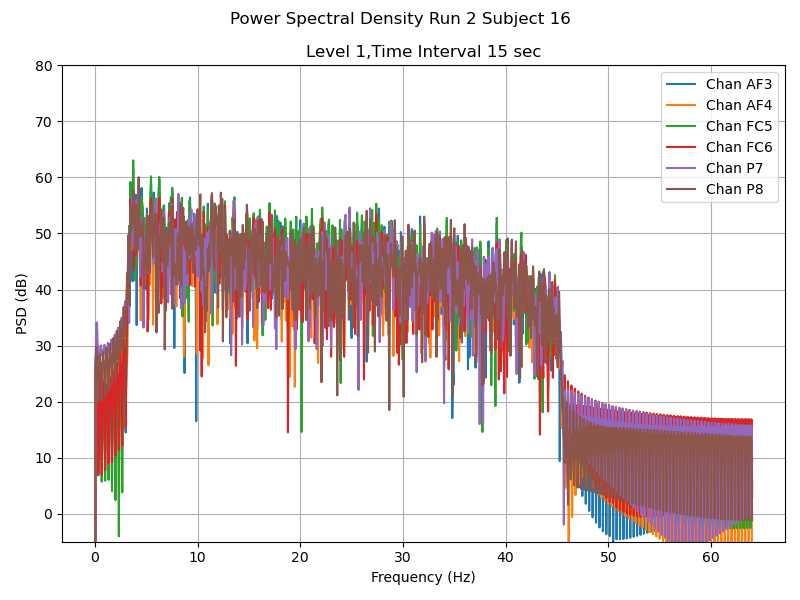 Power Spectral Density Run 2 Subject 16
Level 1,Time Interval 15 sec
80
70
60
50
40
30
20
10
0
PSD (dB)
Chan AF3
Chan AF4
Chan FC5
Chan FC6
Chan P7
Chan P8
0 10 20 30 40 50 60
Frequency (Hz)